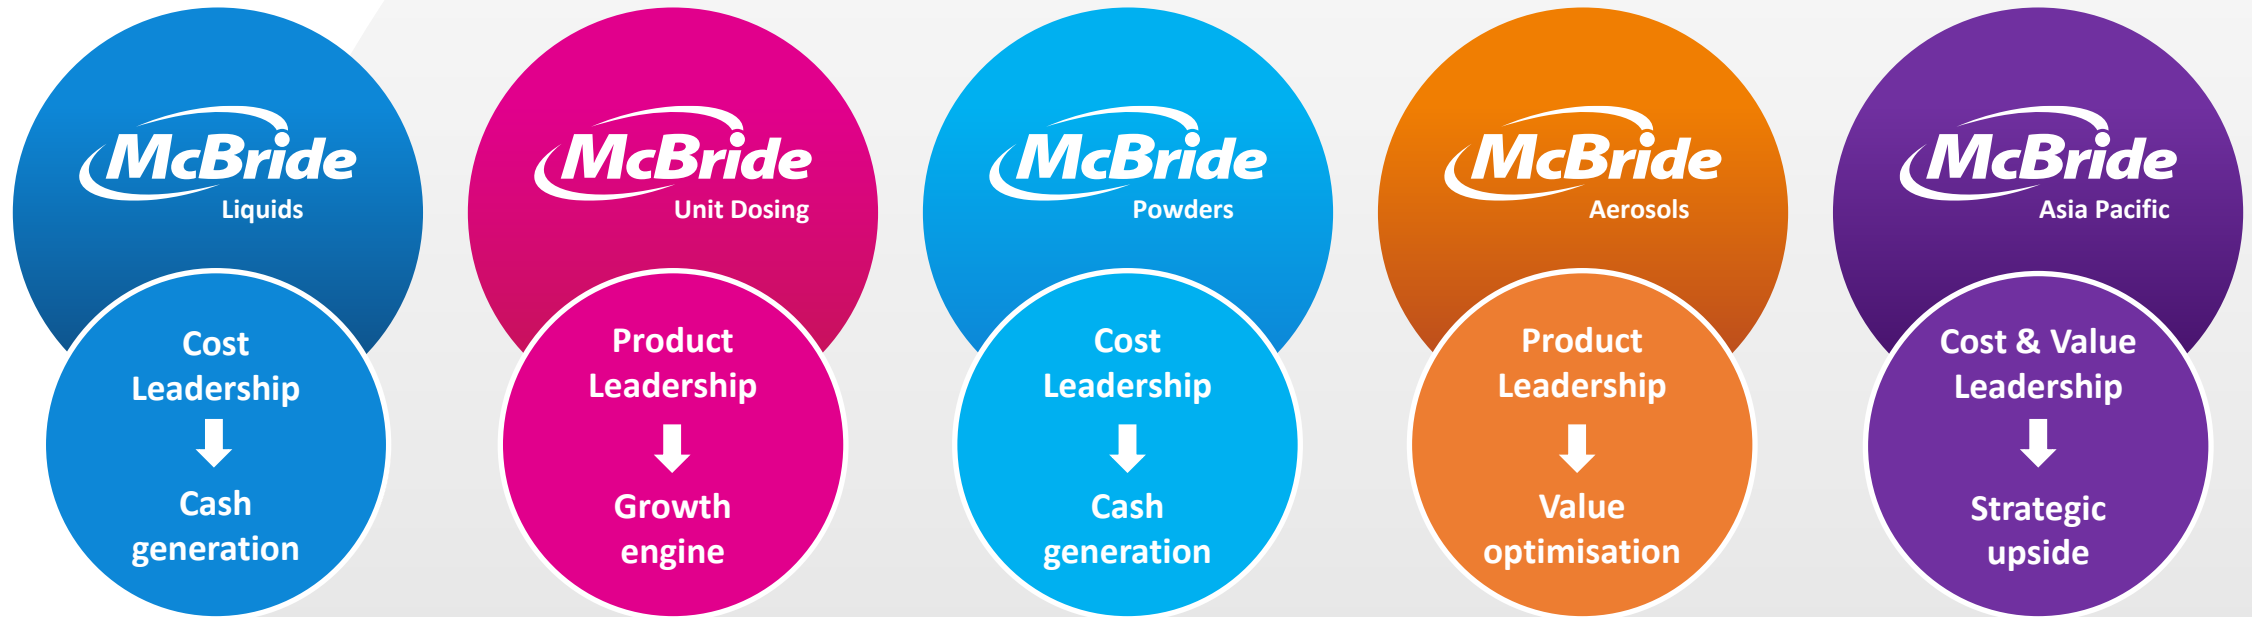 McBride
Liquids
Cost
Leadership
Cash
generation
McBride
Unit Dosing
Product
Leadership
Growth
engine
McBride
Powders
Cost
Leadership
Cash
generation
McBride
Aerosols
Product
Leadership
Value
optimisation
McBride
Asia Pacific
Cost & Value
Leadership
Strategic
upside